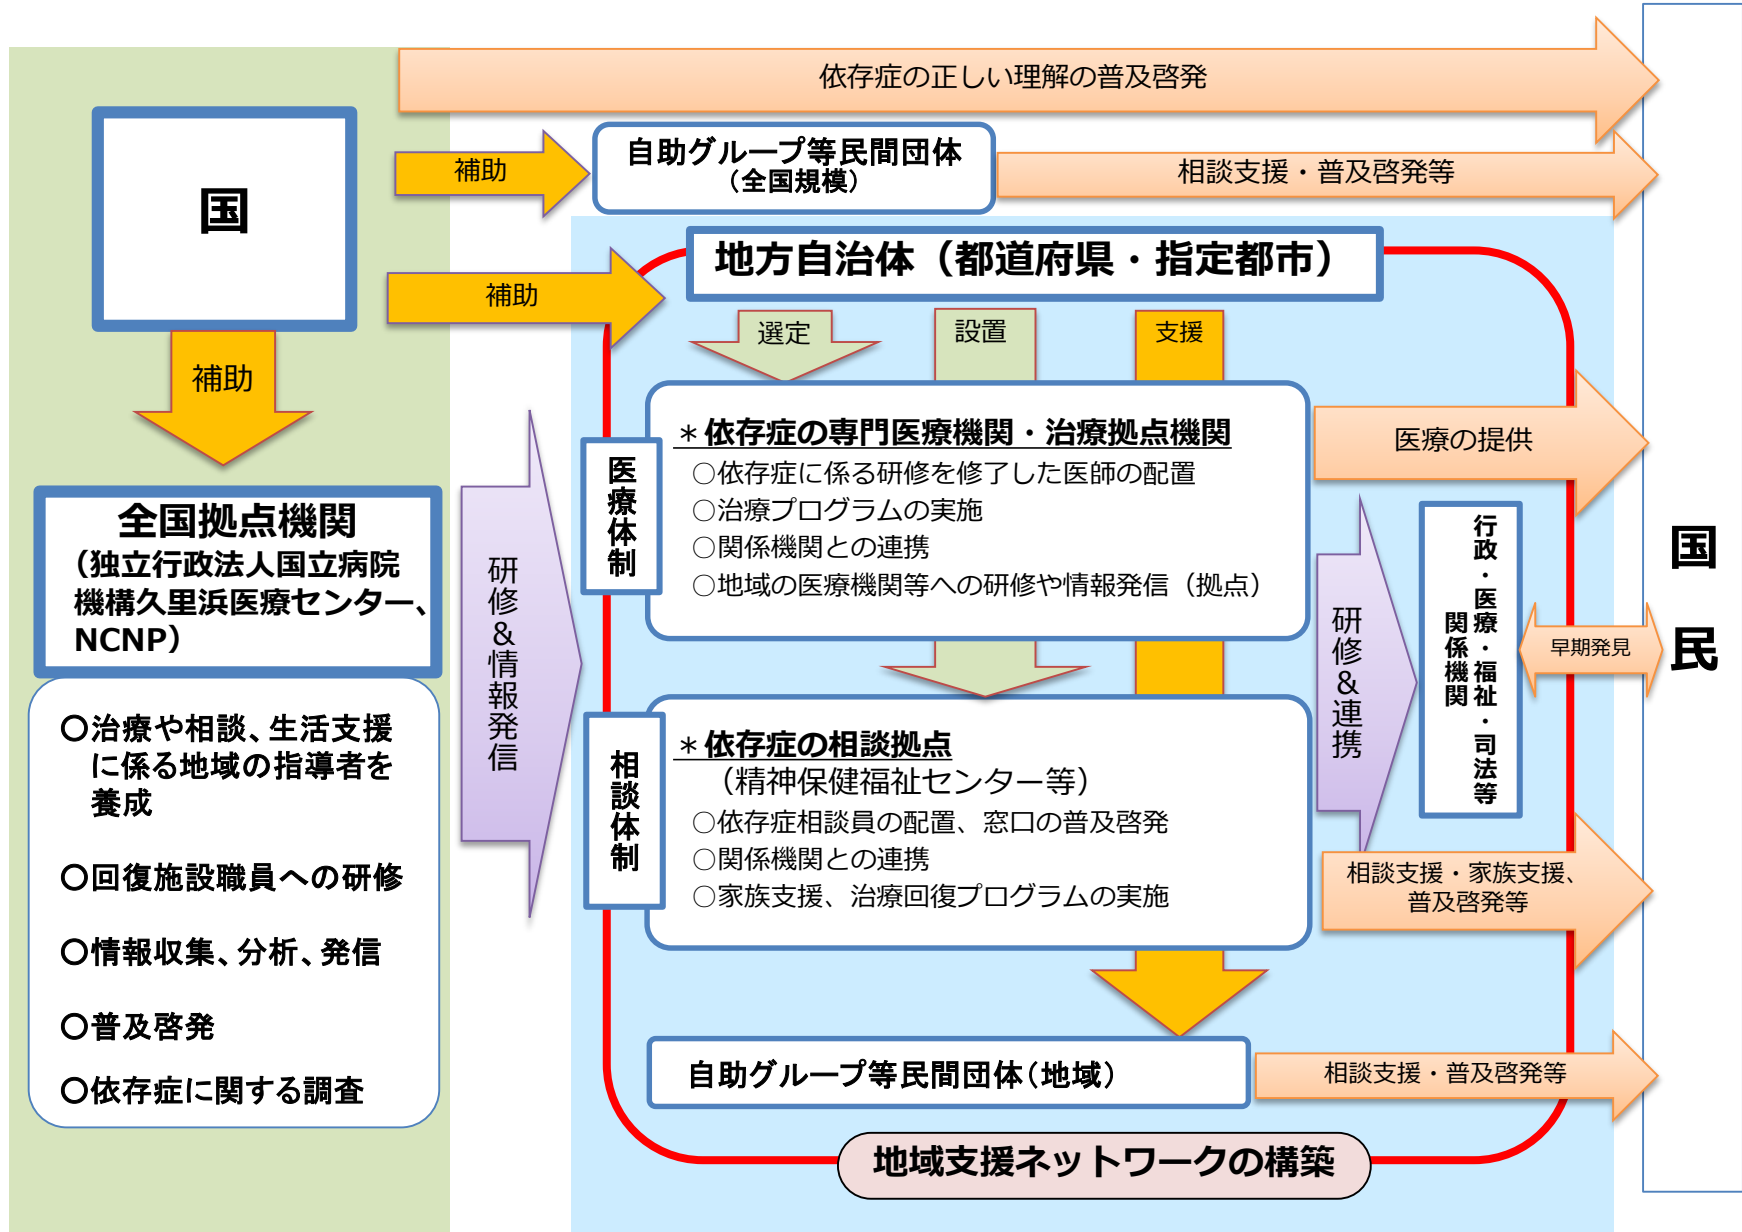 依存症の正しい理解の普及啓発
国
補助
自助グループ等民間団体
（全国規模）
相談支援・普及啓発等
補助
地方自治体（都道府県・指定都市）
補助
選定
設置
支援
全国拠点機関
（独立行政法人国立病院
機構久里浜医療センター、
NCNP）
〇治療や相談、生活支援
に係る地域の指導者を
養成
〇回復施設職員への研修
〇情報収集、分析、発信
〇普及啓発
〇依存症に関する調査
研修＆情報発信
医療体制
＊依存症の専門医療機関・治療拠点機関
○依存症に係る研修を修了した医師の配置
○治療プログラムの実施
○関係機関との連携
○地域の医療機関等への研修や情報発信（拠点）
医療の提供
相談体制
＊依存症の相談拠点
（精神保健福祉センター等）
○依存症相談員の配置、窓口の普及啓発
○関係機関との連携
○家族支援、治療回復プログラムの実施
研修＆連携
行政・医療・福祉・司法等
関係機関
早期発見
国民
相談支援・家族支援、
普及啓発等
自助グループ等民間団体（地域）
相談支援・普及啓発等
地域支援ネットワークの構築